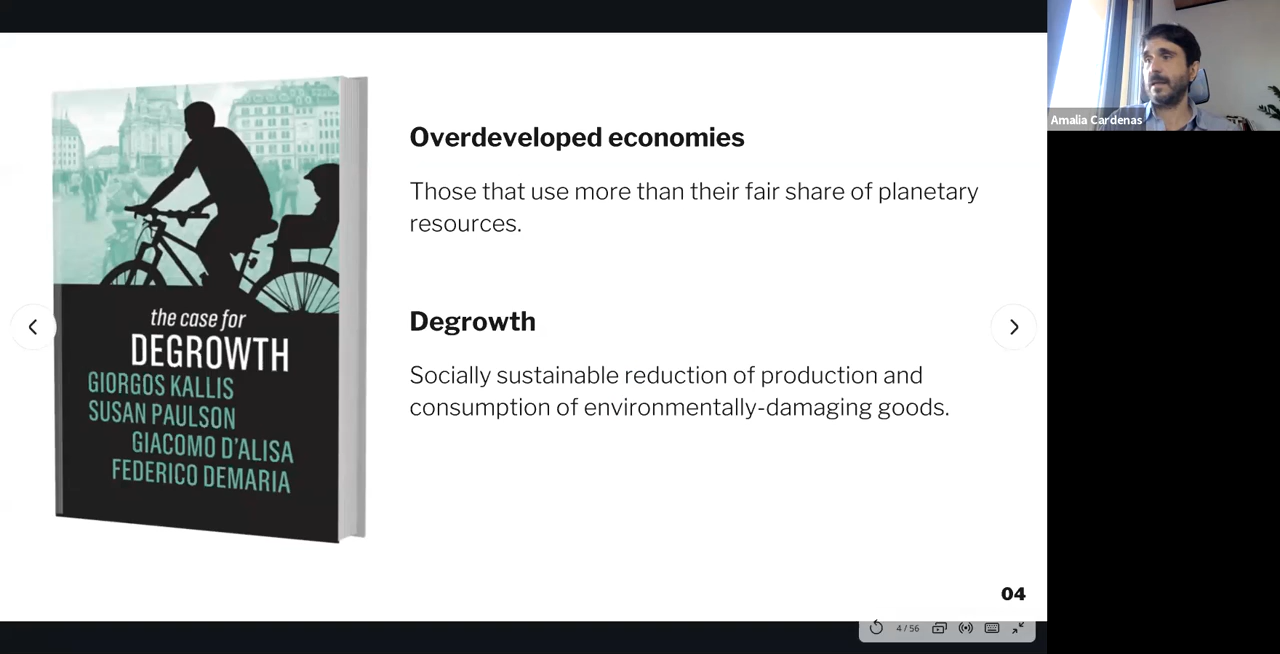 the case for
DEGROWTH
GIORGOS KALLIS
SUSAN PAULSON
GIACOMO D'ALISA
FEDERICO DEMARIA
Overdeveloped economies
Those that use more than their fair share of planetary
resources.
Degrowth
Socially sustainable reduction of production and
consumption of environmentally-damaging goods.
04
4 / 56
Amalia Cardenas